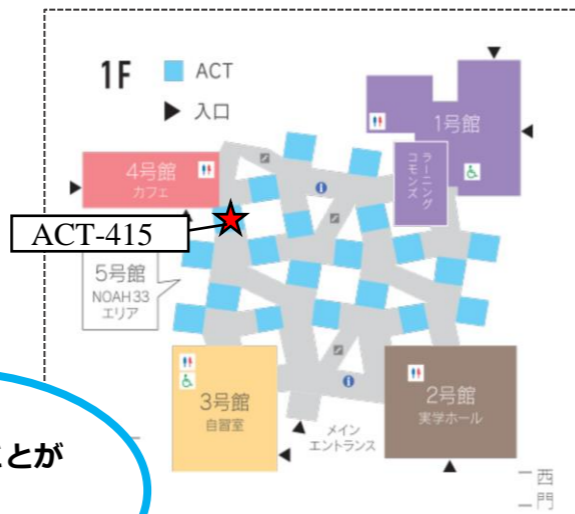 1F
ACT
入口
4号館
カフェ
1号館
ラーニング
コモンズ
ACT-415
5号館
NOAH33
エリア
3号館
自習室
メイン
エントランス
2号館
実学ホール
とが
西
門